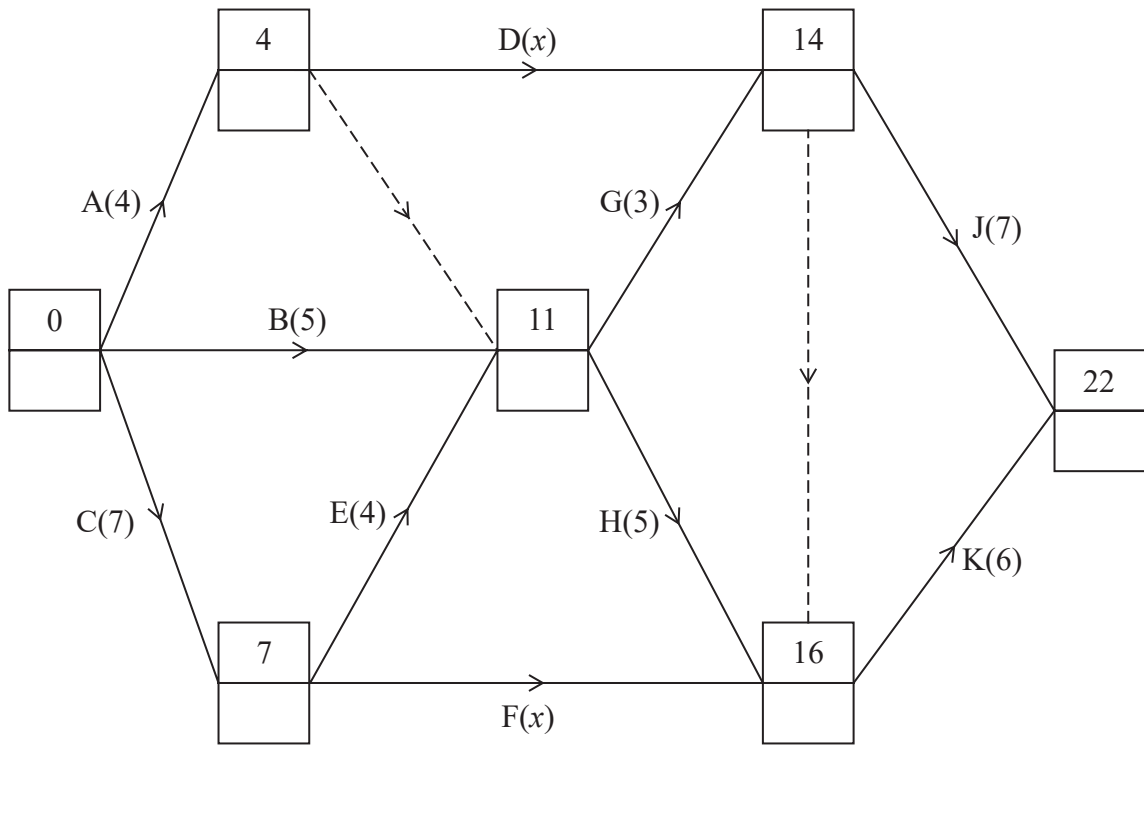 4
D(x)
14
A(4)
G(3)
J(7)
0
B(5)
11
22
C(7)
E(4)
H(5)
K(6)
7
16
F(x)